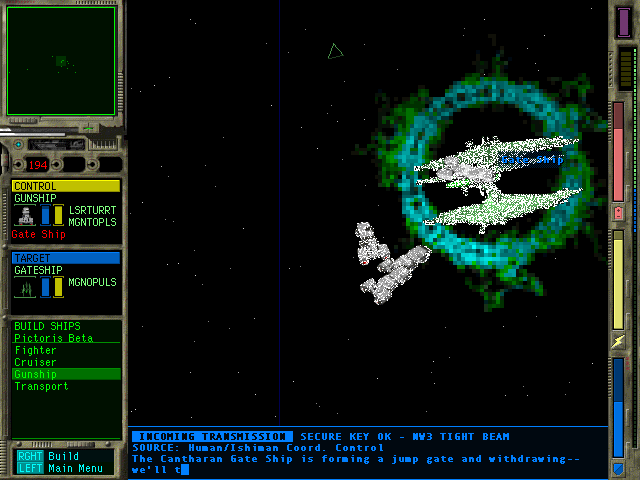 194
CONTROL
GUNSHIP
LSRTURRT
MGNTOPLS
Gate Ship
TARGET
GATESHIP
MGNOPULS
BUILD SHIPS
Pictoris Beta
Fighter
Cruiser
Gunship
Transport
RGHT Build
LEFT Main Menu
Gate Ship
INCOMING TRANSMISSION SECURE KEY OK - NW3 TIGHT BEAM
SOURCE: Human/Ishiman Coord. Control
The Cantharan Gate Ship is forming a jump gate and withdrawing--
we'll t